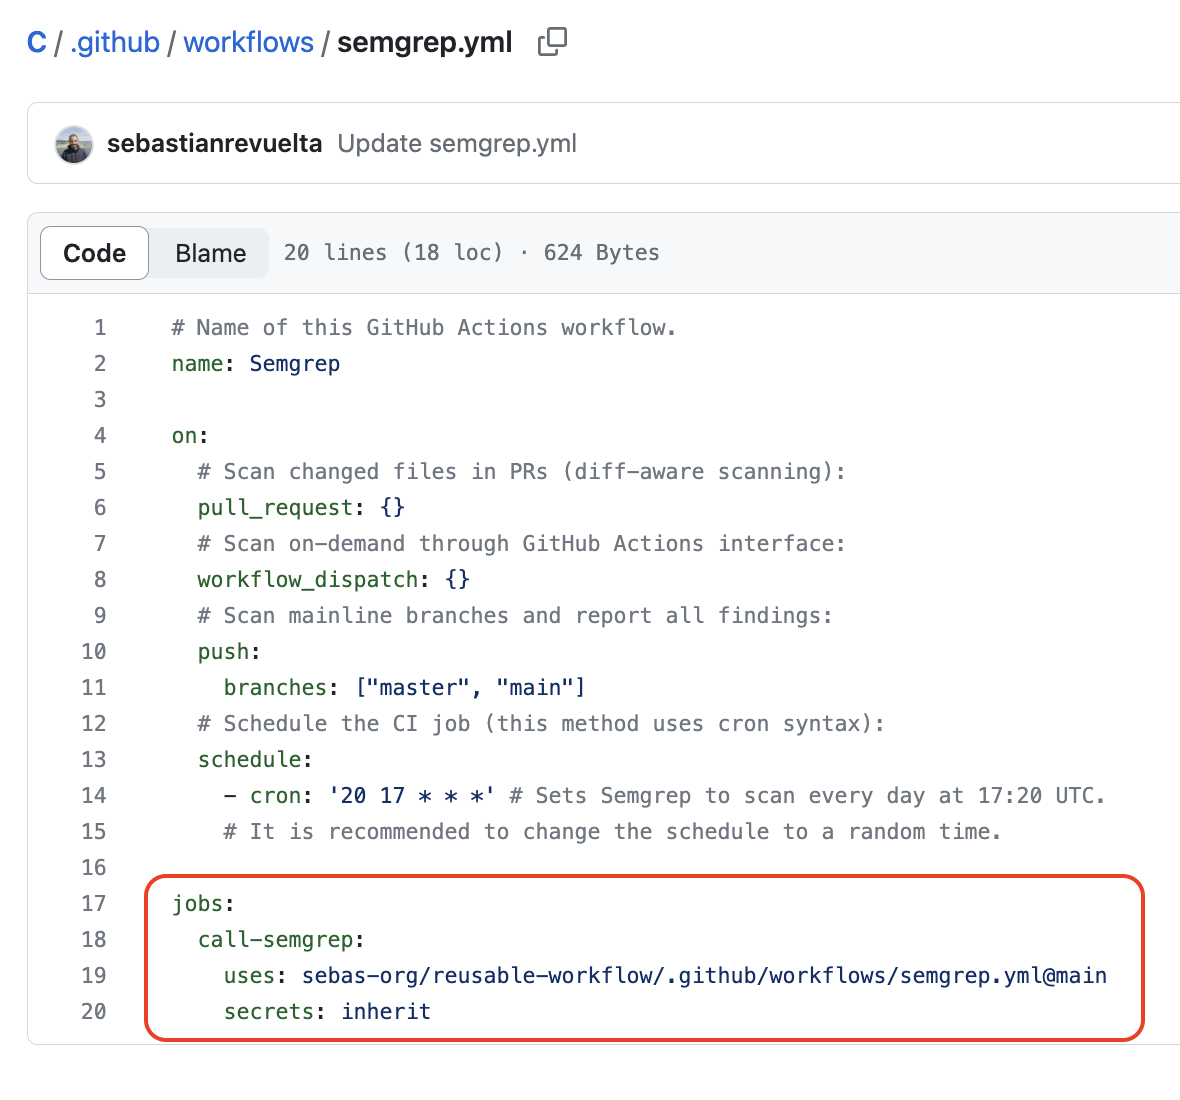 C / .github / workflows / semgrep.yml
sebastianrevuelta Update semgrep.yml
Code Blame 20 lines (18 loc) · 624 Bytes
1 # Name of this GitHub Actions workflow.
2 name: Semgrep
3
4 on:
5   # Scan changed files in PRs (diff-aware scanning):
6   pull_request: {}
7   # Scan on-demand through GitHub Actions interface:
8   workflow_dispatch: {}
9   # Scan mainline branches and report all findings:
10   push:
11     branches: ["master", "main"]
12   # Schedule the CI job (this method uses cron syntax):
13   schedule:
14     - cron: '20 17 * * *' # Sets Semgrep to scan every day at 17:20 UTC.
15     # It is recommended to change the schedule to a random time.
16
17 jobs:
18   call-semgrep:
19     uses: sebas-org/reusable-workflow/.github/workflows/semgrep.yml@main
20     secrets: inherit